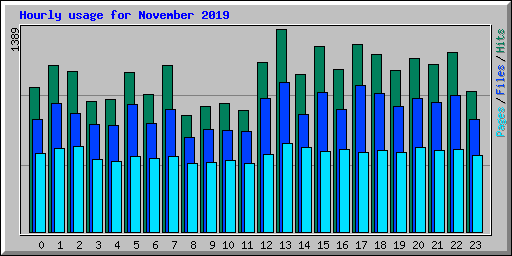 Hourly usage for November 2019
1389
Pages/Files/Hits
0 1 2 3 4 5 6 7 8 9 10 11 12 13 14 15 16 17 18 19 20 21 22 23